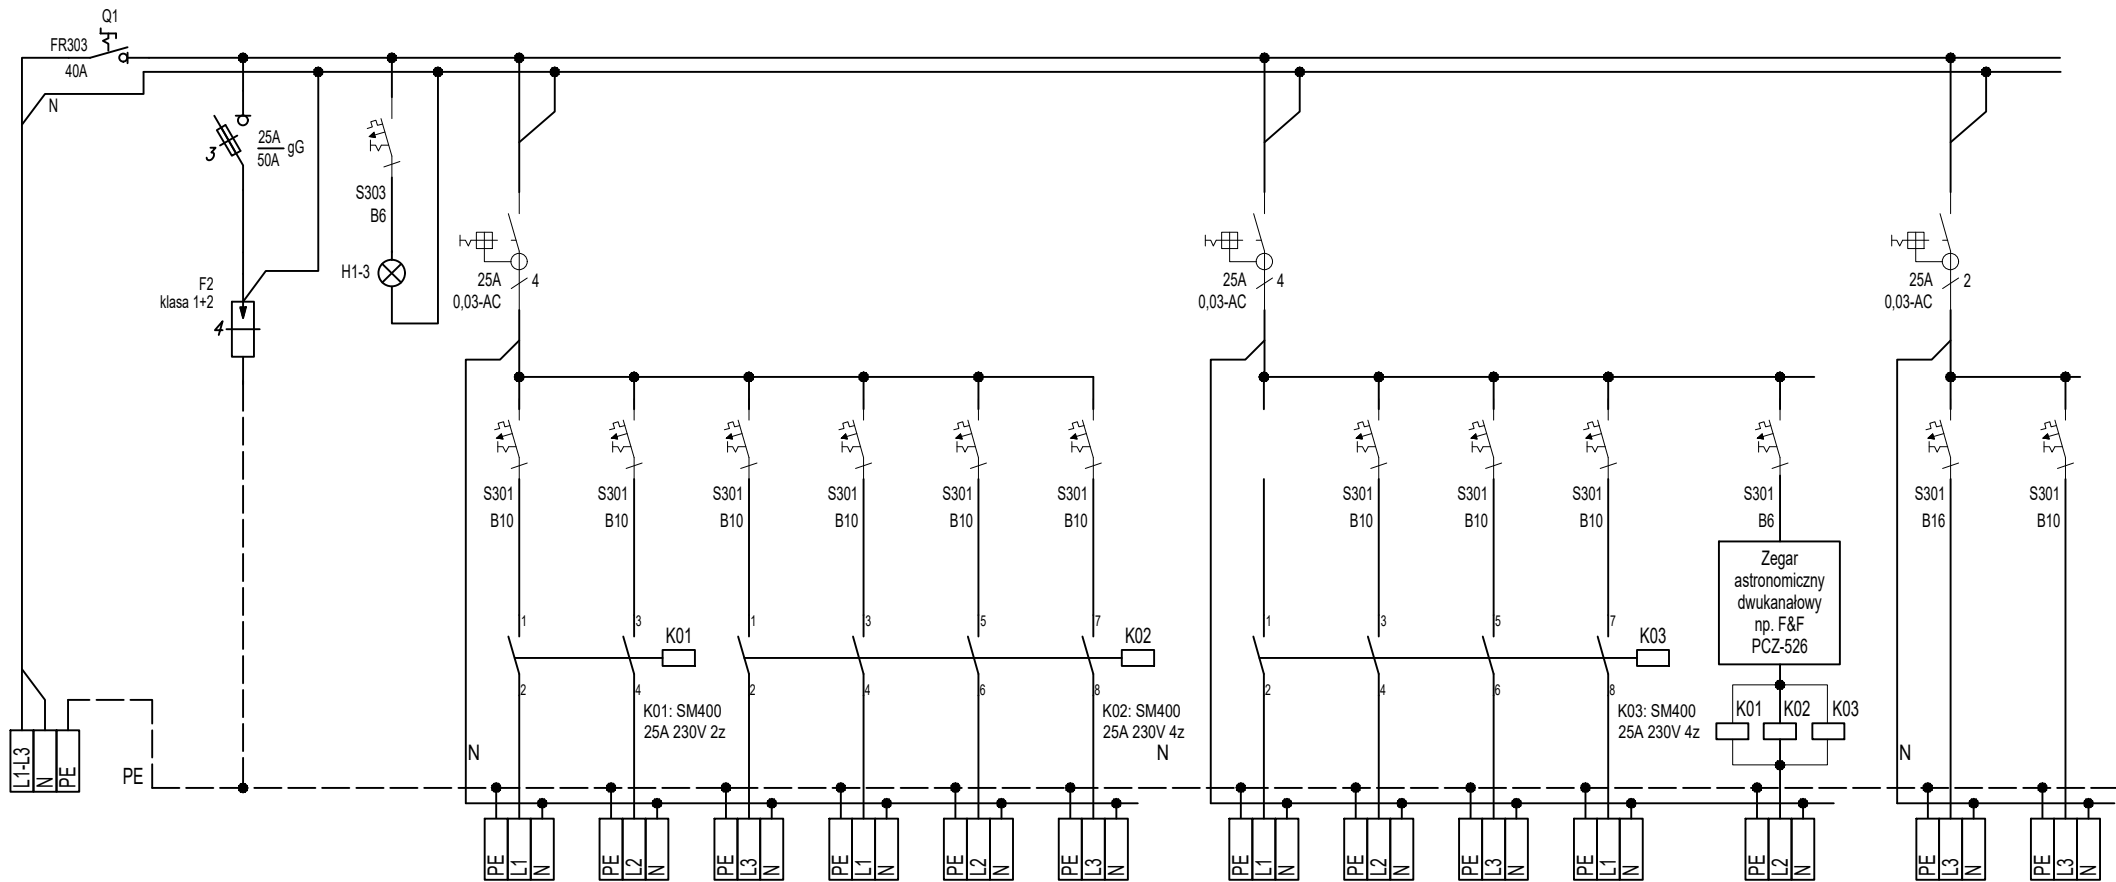 Q1
FR303
40A
N
3
25A
50A
gG
F2
klasa 1+2
4
S303
B6
H1-3
25A
0,03-AC
4
25A
0,03-AC
4
25A
0,03-AC
2
S301
B10
S301
B10
S301
B10
S301
B10
S301
B10
S301
B10
S301
B10
S301
B10
S301
B10
S301
B6
S301
B16
S301
B10
Zegar
astronomiczny
dwukanałowy
np. F&F
PCZ-526
1
3
K01
1
3
5
7
K02
1
3
5
7
K03
2
4
2
4
6
8
2
4
6
8
K01: SM400
25A 230V 2z
K02: SM400
25A 230V 4z
K03: SM400
25A 230V 4z
K01
K02
K03
N
N
N
PE
L1-L3
N
PE
PE
L1
N
PE
L2
N
PE
L3
N
PE
L1
N
PE
L2
N
PE
L3
N
PE
L1
N
PE
L2
N
PE
L3
N
PE
L1
N
PE
L2
N
PE
L3
N
PE
L3
N